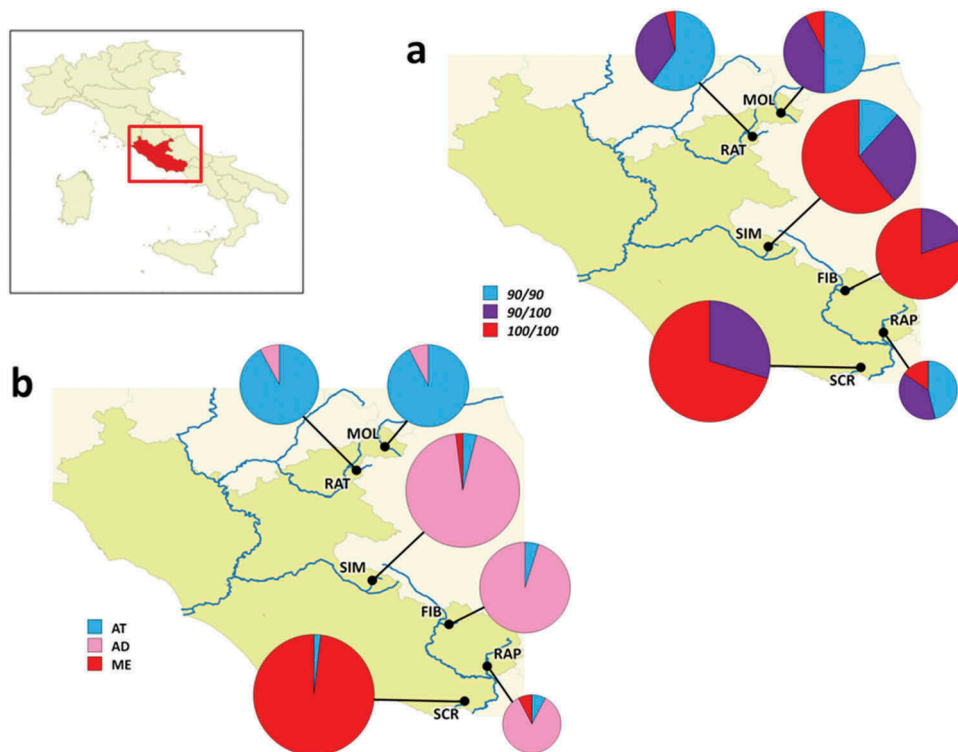 a
MOL
RAT
SIM
FIB
RAP
SCR
90/90
90/100
100/100
b
MOL
RAT
SIM
FIB
RAP
SCR
AT
AD
ME